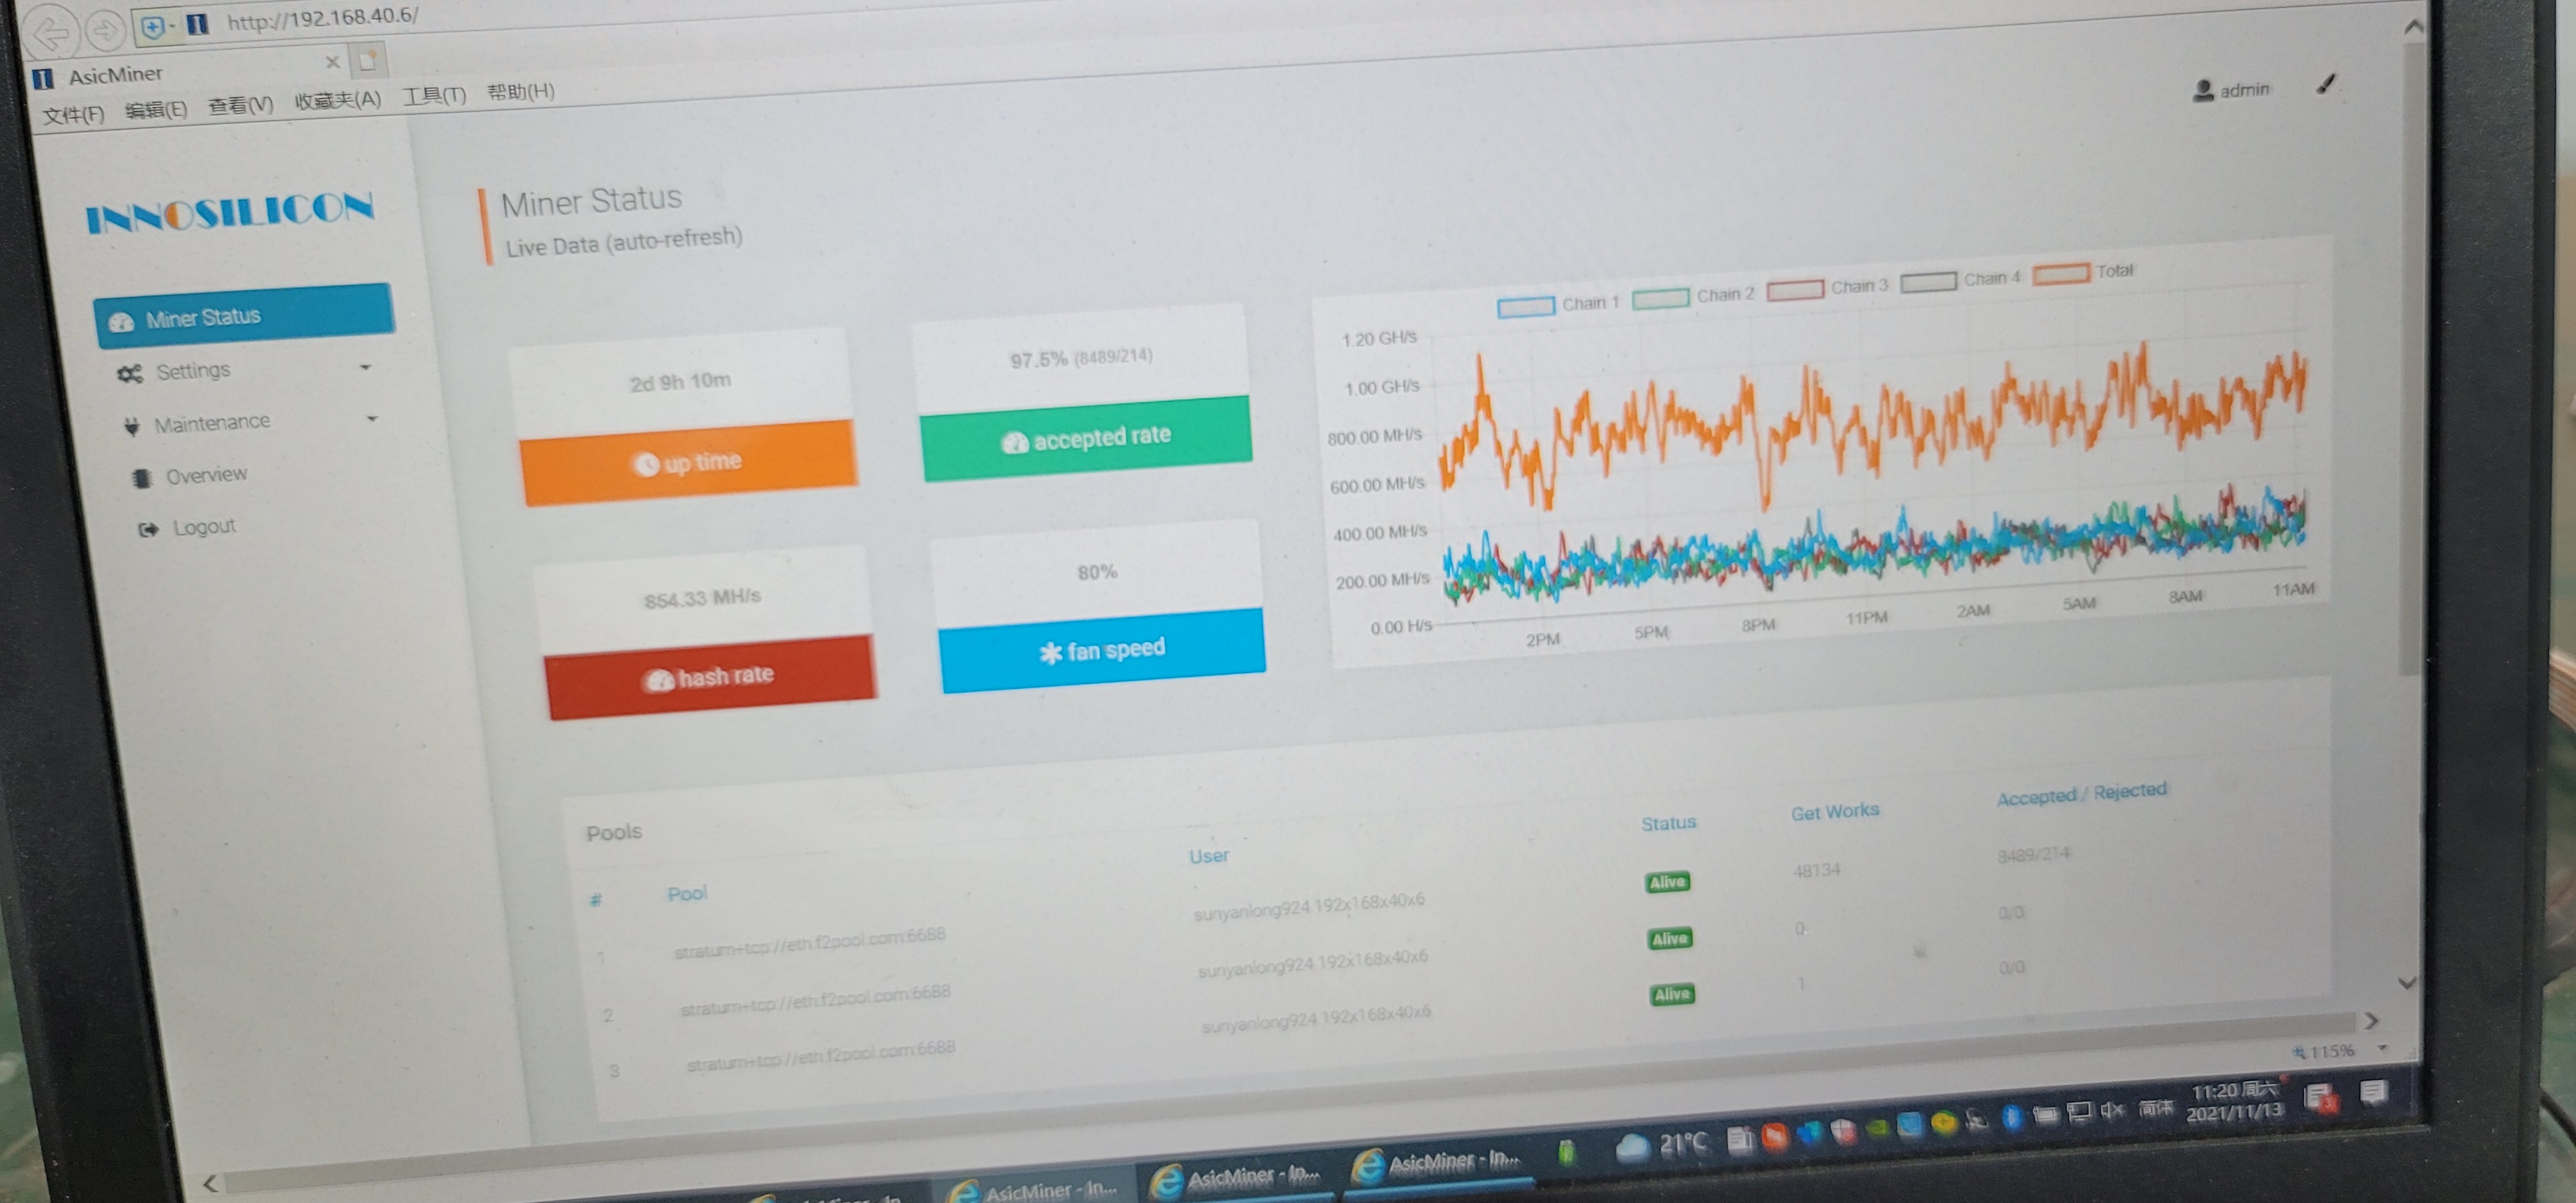 http://192.168.40.6/
AsicMiner
文件(F) 编辑(E) 查看(V) 收藏夹(A) 工具(T) 帮助(H)
admin
INNOSILICON
Miner Status
Settings
Maintenance
Overview
Logout
Miner Status
Live Data (auto-refresh)
2d 9h 10m
up time
97.5% (8489/214)
accepted rate
854.33 MH/s
hash rate
80%
fan speed
Chain 1 Chain 2 Chain 3 Chain 4 Total
1.20 GH/s
1.00 GH/s
800.00 MH/s
600.00 MH/s
400.00 MH/s
200.00 MH/s
0.00 H/s
2PM 5PM 8PM 11PM 2AM 5AM 8AM 11AM
Pools
# Pool User Status Get Works Accepted / Rejected
1 stratum+tcp://eth.f2pool.com:6688 sunyanlong924.192x168x40x6 Alive 48134 8489/214
2 stratum+tcp://eth.f2pool.com:6688 sunyanlong924.192x168x40x6 Alive 0 0/0
3 stratum+tcp://eth.f2pool.com:6688 sunyanlong924.192x168x40x6 Alive 1 0/0
115%
AsicMiner - In... AsicMiner - In... AsicMiner - In... 21°C 简体 11:20 周六
2021/11/13